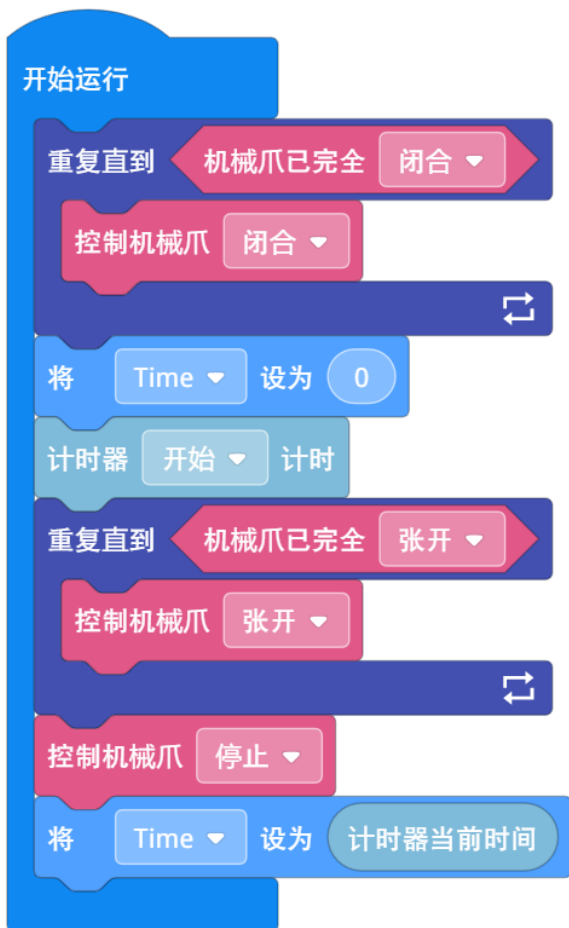 开始运行
重复直到 机械爪已完全 闭合
控制机械爪 闭合
将 Time 设为 0
计时器 开始 计时
重复直到 机械爪已完全 张开
控制机械爪 张开
控制机械爪 停止
将 Time 设为 计时器当前时间